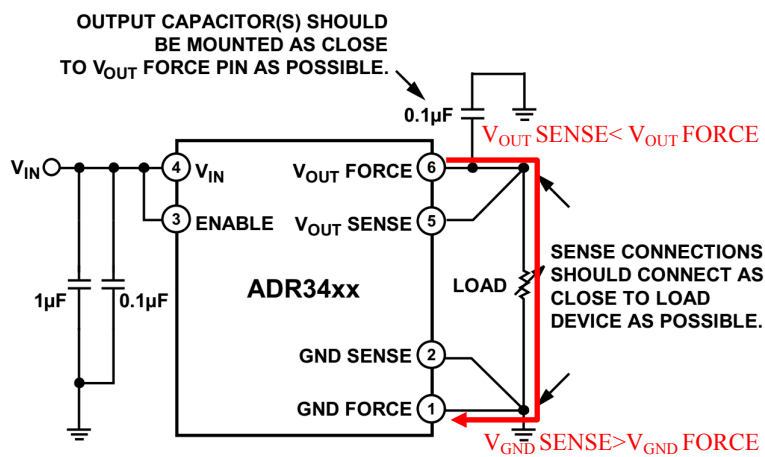 OUTPUT CAPACITOR(S) SHOULD
BE MOUNTED AS CLOSE
TO VOUT FORCE PIN AS POSSIBLE.
0.1µF
VOUT SENSE< VOUT FORCE
VIN
4
VIN
VOUT FORCE
6
3
ENABLE
VOUT SENSE
5
1µF
0.1µF
ADR34xx
LOAD
SENSE CONNECTIONS
SHOULD CONNECT AS
CLOSE TO LOAD
DEVICE AS POSSIBLE.
GND SENSE
2
GND FORCE
1
VGND SENSE>VGND FORCE